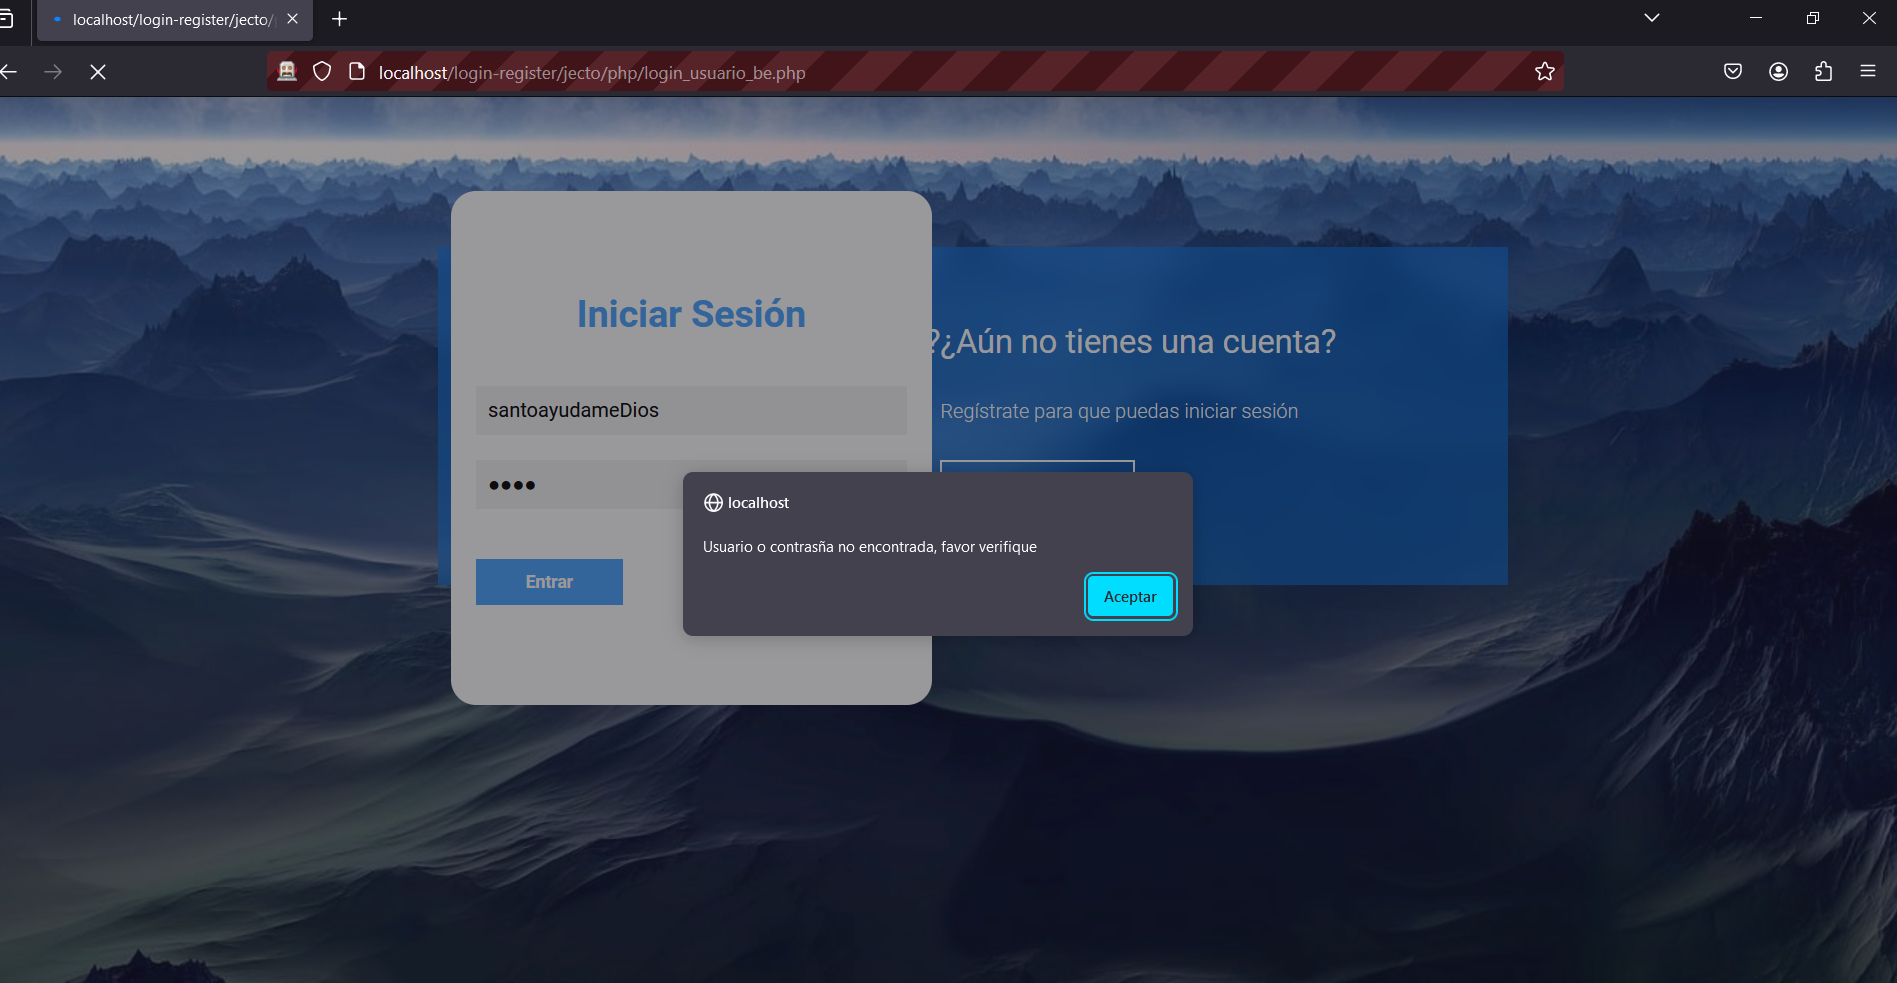 localhost/login-register/jecto/
localhost/login-register/jecto/php/login_usuario_be.php
Iniciar Sesión
santoayudameDios
Entrar
?¿Aún no tienes una cuenta?
Regístrate para que puedas iniciar sesión
localhost
Usuario o contrasña no encontrada, favor verifique
Aceptar